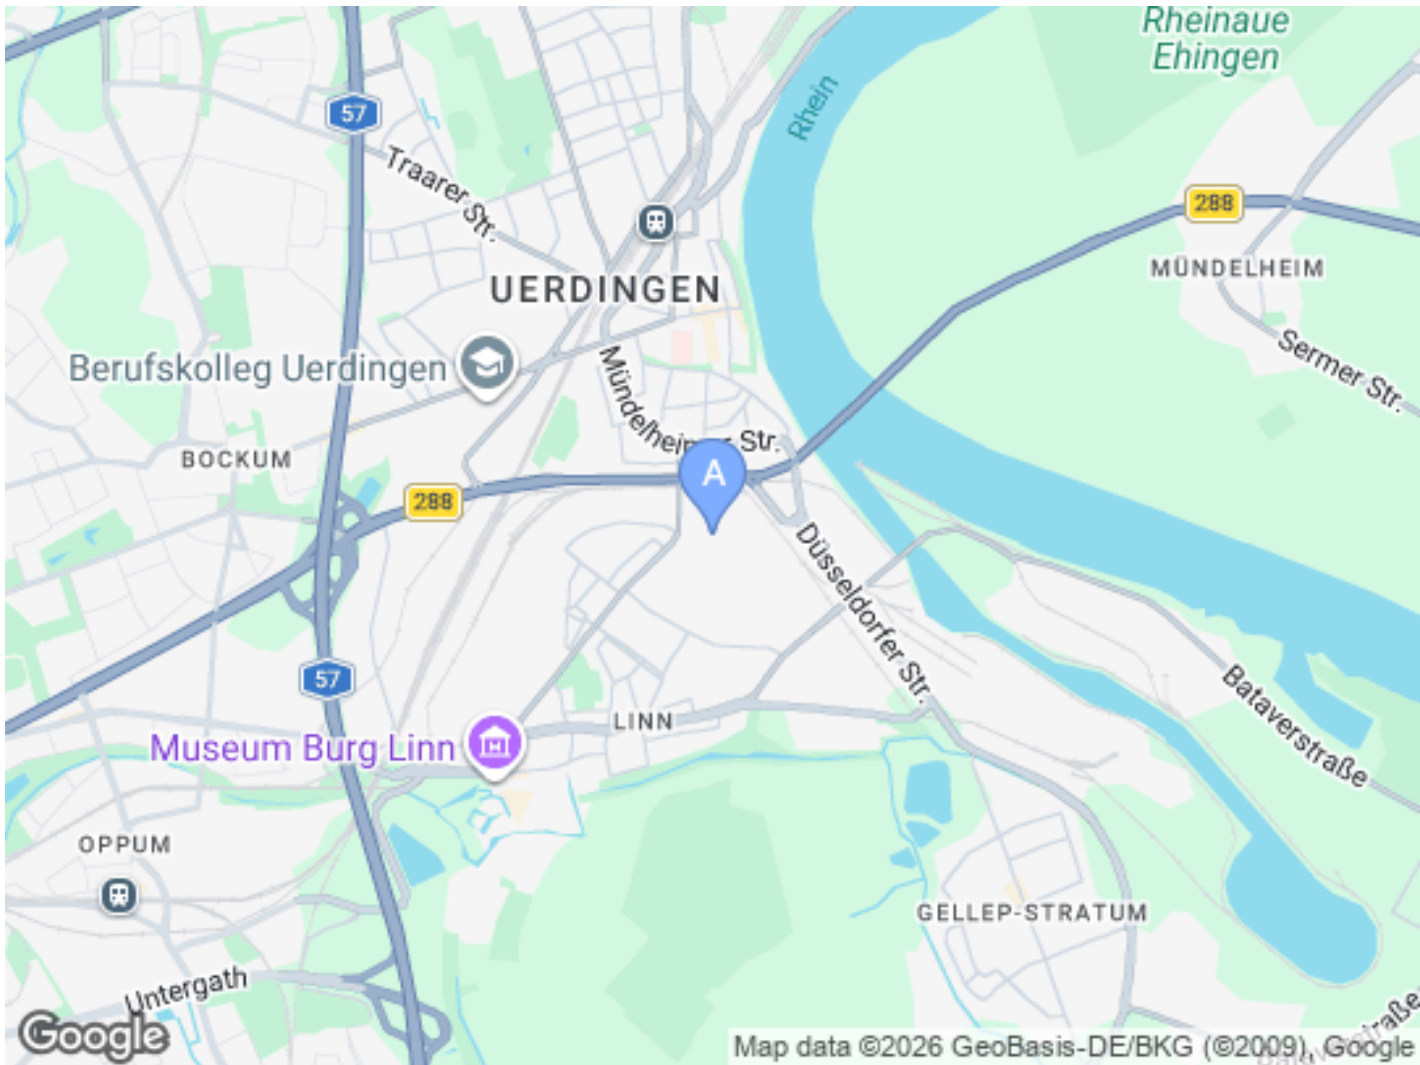 Rheinaue
Ehingen
Rhein
57
Traarer Str.
288
MÜNDELHEIM
UERDINGEN
Sermer Str.
Berufskolleg Uerdingen
Mündelheimer Str.
BOCKUM
A
288
Düsseldorfer Str.
57
LINN
Museum Burg Linn
Bataverstraße
OPPUM
GELLEP-STRATUM
Untergath
Google
Map data ©2026 GeoBasis-DE/BKG (©2009), Google